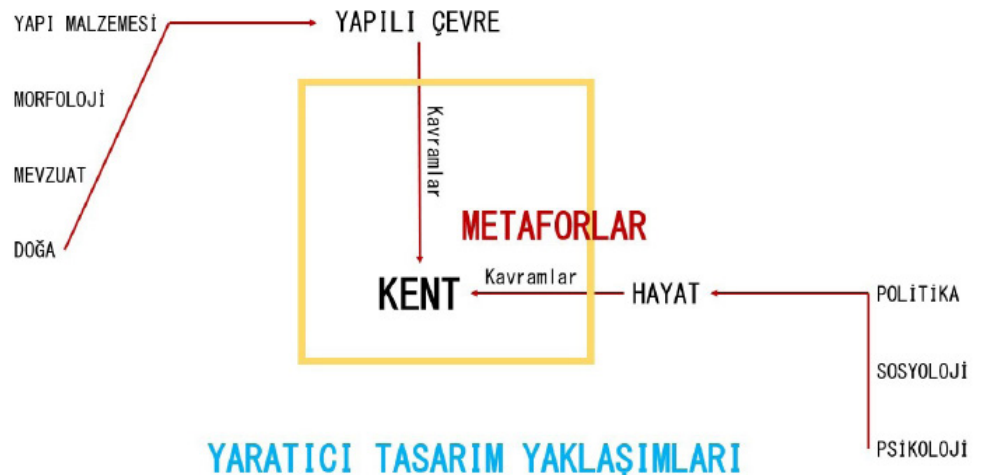 YAPI MALZEMESİ
YAPILI ÇEVRE
MORFOLOJİ
Kavramlar
MEVZUAT
METAFORLAR
DOĞA
KENT
Kavramlar
HAYAT
POLİTİKA
SOSYOLOJİ
PSİKOLOJİ
YARATICI TASARIM YAKLAŞIMLARI